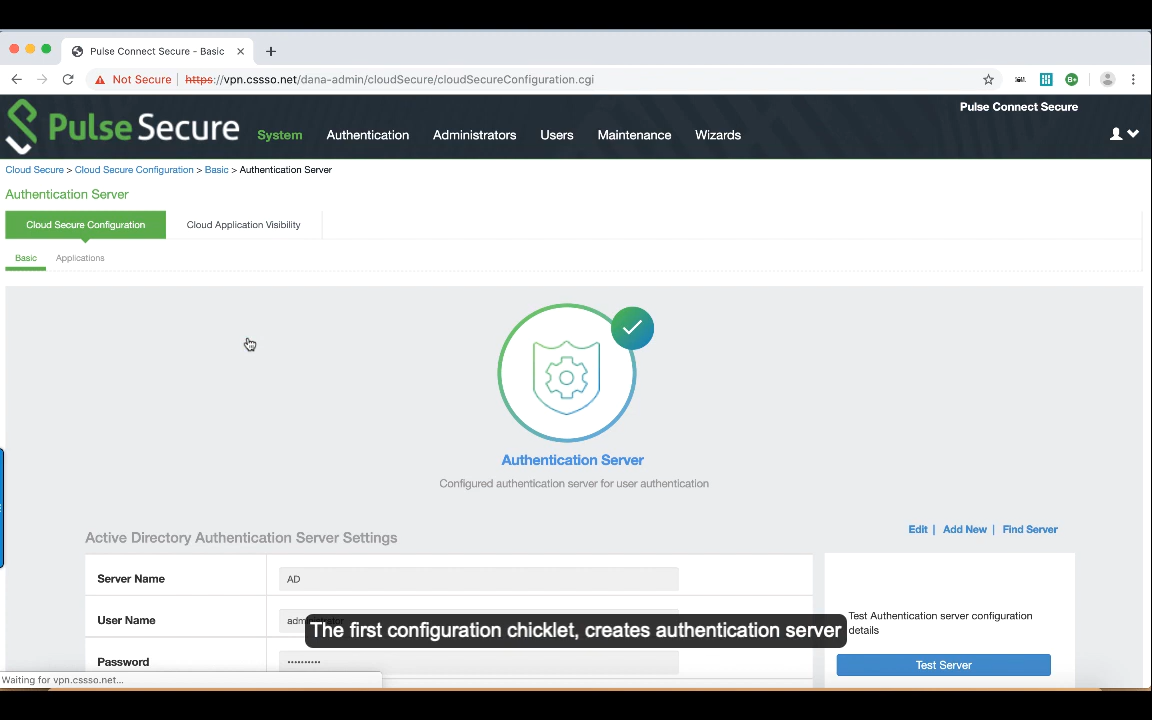 Pulse Connect Secure - Basic
Not Secure
https://vpn.cssso.net/dana-admin/cloudSecure/cloudSecureConfiguration.cgi
Pulse Connect Secure
Pulse Secure
System Authentication Administrators Users Maintenance Wizards
Cloud Secure > Cloud Secure Configuration > Basic > Authentication Server
Authentication Server
Cloud Secure Configuration Cloud Application Visibility
Basic Applications
Authentication Server
Configured authentication server for user authentication
Edit | Add New | Find Server
Active Directory Authentication Server Settings
Server Name AD
User Name administrator
Password ••••••••••
Test Authentication server configuration
details
Test Server
The first configuration chicklet, creates authentication server
Waiting for vpn.cssso.net...